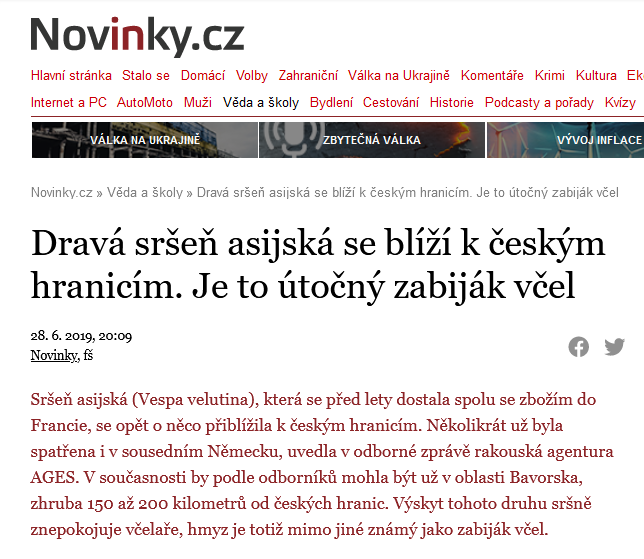 Novinky.cz
Hlavní stránka Stalo se Domácí Volby Zahraniční Válka na Ukrajině Komentáře Krimi Kultura
Internet a PC AutoMoto Muži Věda a školy Bydlení Cestování Historie Podcasty a pořady Kvízy
VÁLKA NA UKRAJINĚ ZBYTEČNÁ VÁLKA VÝVOJ INFLACE
Novinky.cz » Věda a školy » Dravá sršeň asijská se blíží k českým hranicím. Je to útočný zabiják včel
Dravá sršeň asijská se blíží k českým
hranicím. Je to útočný zabiják včel
28. 6. 2019, 20:09
Novinky, fš
Sršeň asijská (Vespa velutina), která se před lety dostala spolu se zbožím do
Francie, se opět o něco přiblížila k českým hranicím. Několikrát už byla
spatřena i v sousedním Německu, uvedla v odborné zprávě rakouská agentura
AGES. V současnosti by podle odborníků mohla být už v oblasti Bavorska,
zhruba 150 až 200 kilometrů od českých hranic. Výskyt tohoto druhu sršně
znepokojuje včelaře, hmyz je totiž mimo jiné známý jako zabiják včel.